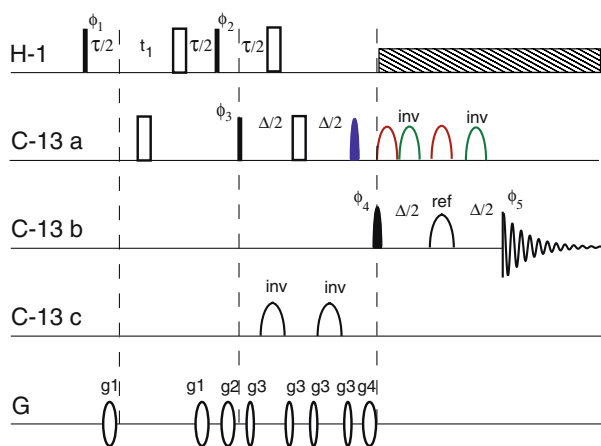 ϕ1 ϕ2
H-1 τ/2 t1 τ/2 τ/2
ϕ3 Δ/2 Δ/2 inv inv
C-13 a
ϕ4 Δ/2 ref Δ/2 ϕ5
C-13 b
inv inv
C-13 c
g1 g1 g2 g3 g3 g3 g3 g4
G